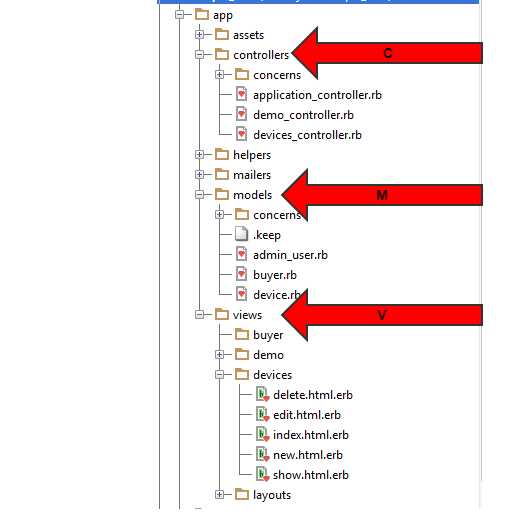 app
assets
controllers C
concerns
application_controller.rb
demo_controller.rb
devices_controller.rb
helpers
mailers
models M
concerns
.keep
admin_user.rb
buyer.rb
device.rb
views V
buyer
demo
devices
delete.html.erb
edit.html.erb
index.html.erb
new.html.erb
show.html.erb
layouts